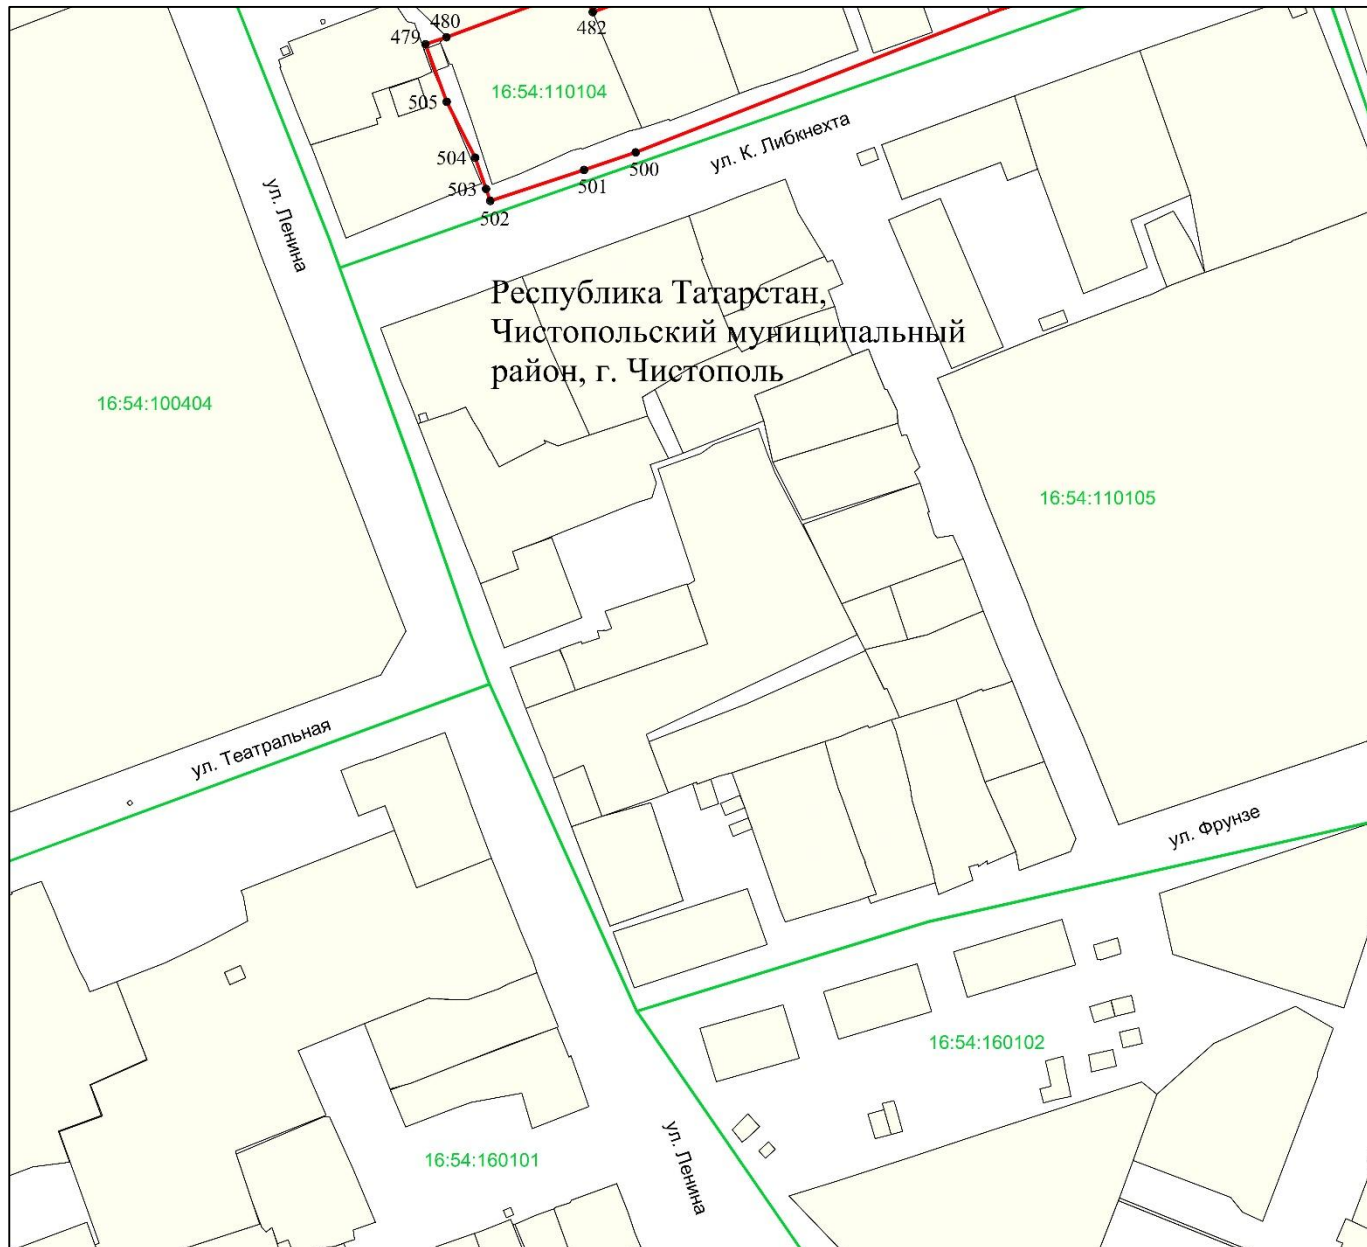 480
482
479
16:54:110104
505
ул. К. Либкнехта
504
500
501
503
502
ул. Ленина
Республика Татарстан,
Чистопольский муниципальный
район, г. Чистополь
16:54:100404
16:54:110105
ул. Театральная
ул. Фрунзе
16:54:160102
16:54:160101
ул. Ленина